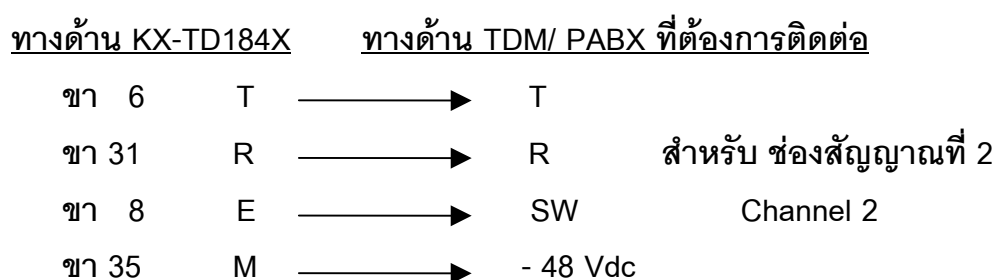 ทางด้าน KX-TD184X ทางด้าน TDM/ PABX ที่ต้องการติดต่อ
ขา 6 T T
ขา 31 R R สำหรับ ช่องสัญญาณที่ 2
ขา 8 E SW Channel 2
ขา 35 M - 48 Vdc